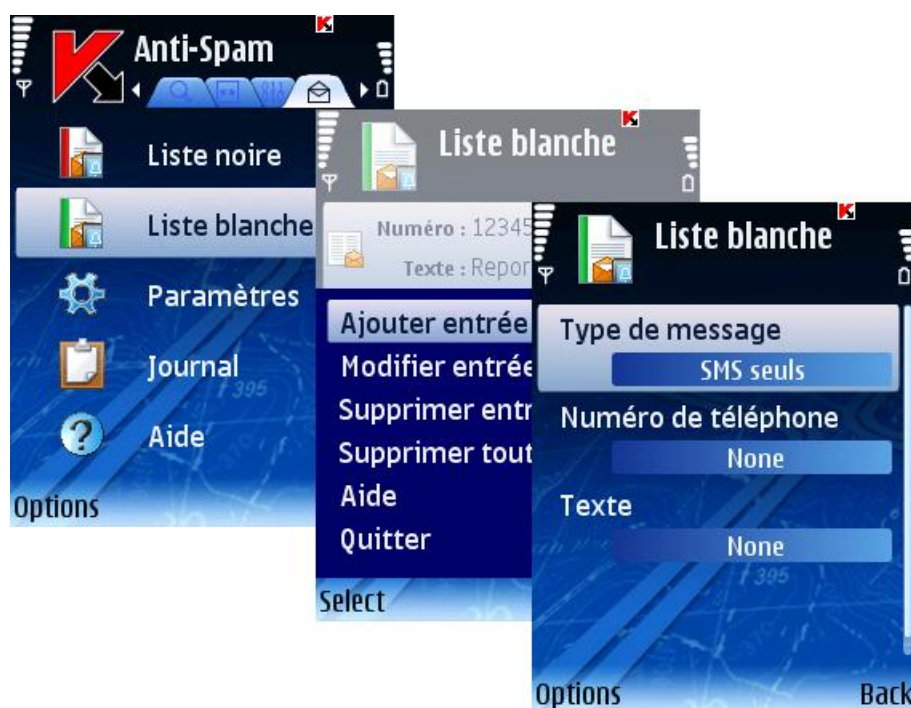 Anti-Spam
Liste noire
Liste blanche
Paramètres
Journal
Aide
Options
Liste blanche
Numéro : 12345
Texte : Repor
Ajouter entrée
Modifier entrée
Supprimer entr
Supprimer tout
Aide
Quitter
Select
Liste blanche
Type de message
SMS seuls
Numéro de téléphone
None
Texte
None
Options
Back